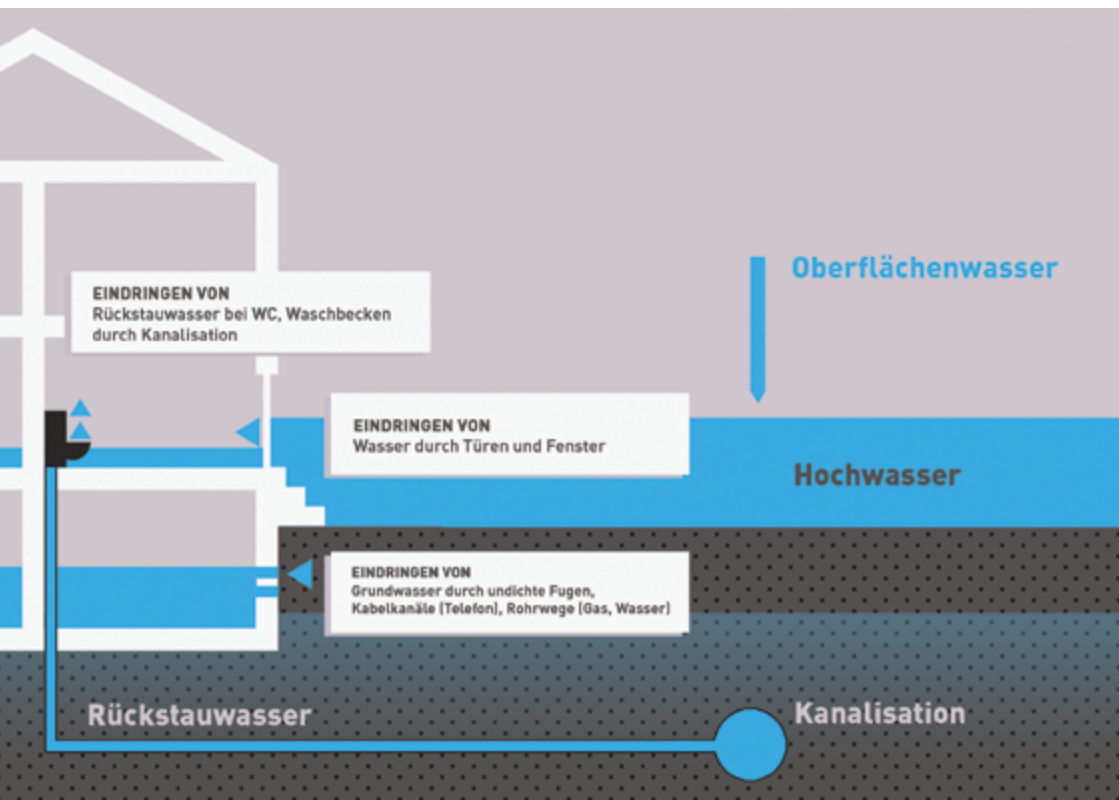 EINDRINGEN VON
Rückstauwasser bei WC, Waschbecken
durch Kanalisation
Oberflächenwasser
EINDRINGEN VON
Wasser durch Türen und Fenster
Hochwasser
EINDRINGEN VON
Grundwasser durch undichte Fugen,
Kabelkanäle (Telefon), Rohrwege (Gas, Wasser)
Rückstauwasser
Kanalisation